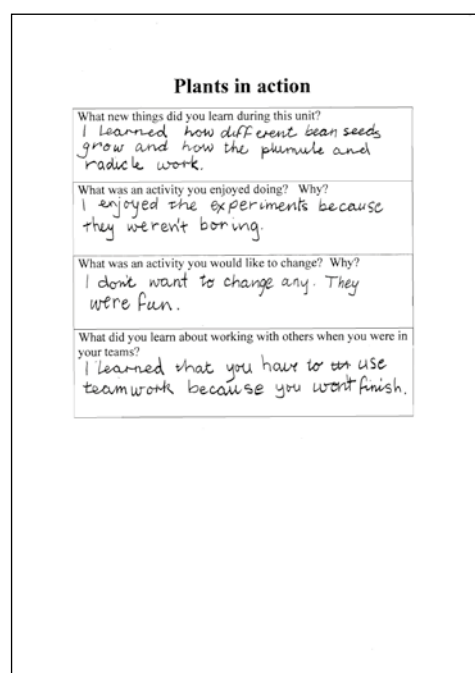 Plants in action
What new things did you learn during this unit?
I learned how different bean seeds
grow and how the plumule and
radicle work.
What was an activity you enjoyed doing? Why?
I enjoyed the experiments because
they weren't boring.
What was an activity you would like to change? Why?
I don't want to change any. They
were fun.
What did you learn about working with others when you were in
your teams?
I learned that you have to use
teamwork because you wont finish.